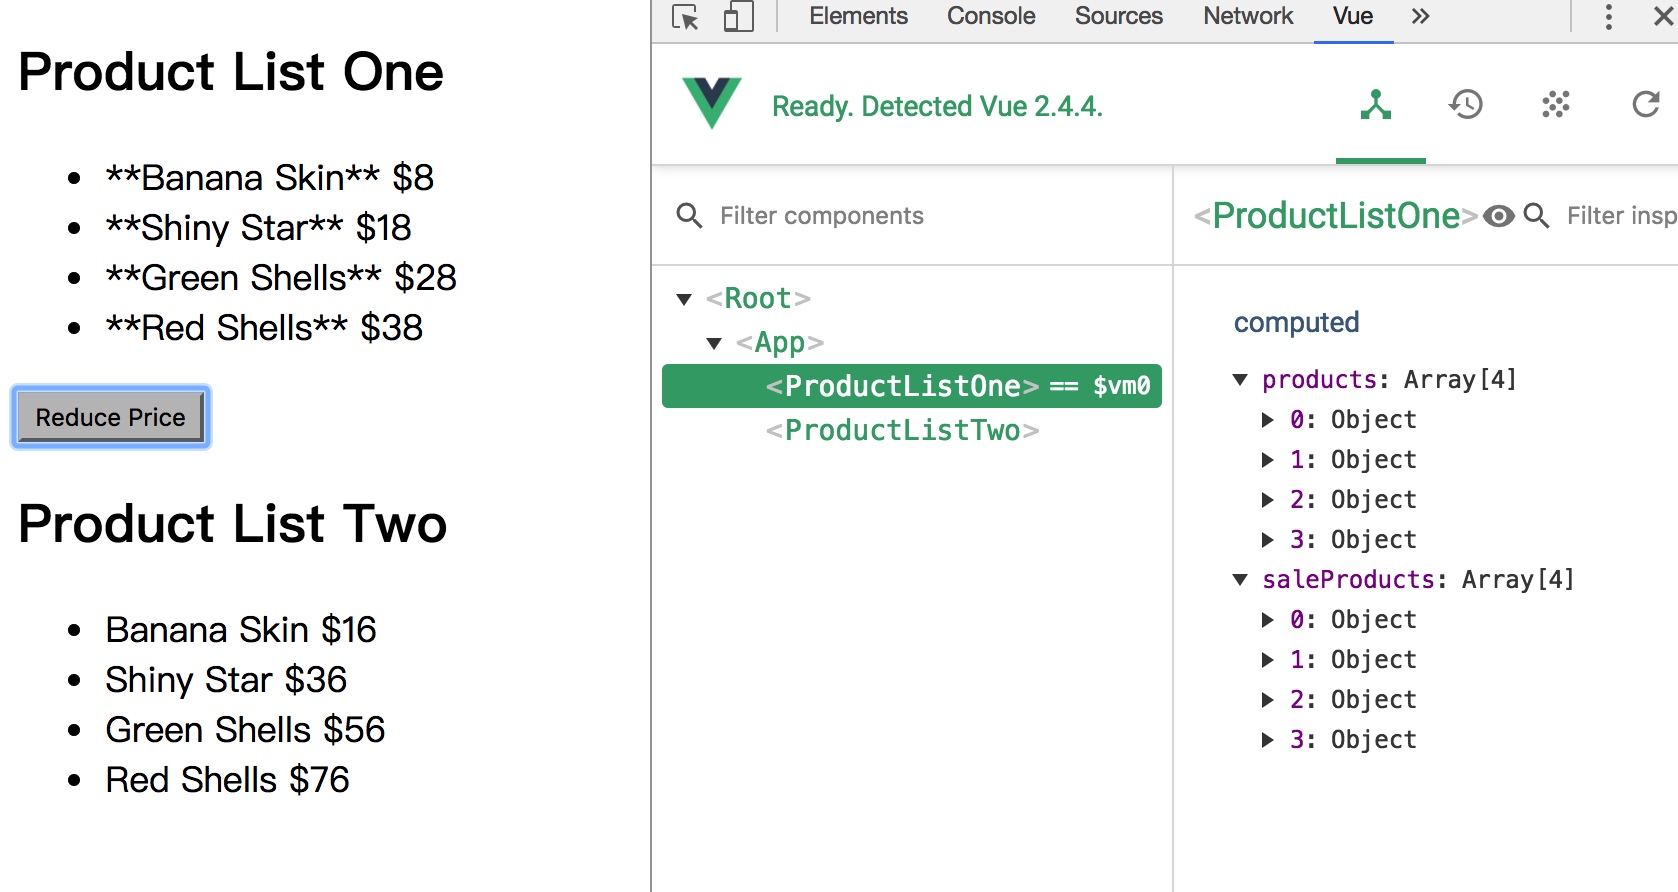 Product List One
**Banana Skin** $8
**Shiny Star** $18
**Green Shells** $28
**Red Shells** $38
Reduce Price
Product List Two
Banana Skin $16
Shiny Star $36
Green Shells $56
Red Shells $76
Elements Console Sources Network Vue »
Ready. Detected Vue 2.4.4.
Filter components
<Root>
<App>
<ProductListOne> == $vm0
<ProductListTwo>
<ProductListOne> Filter insp
computed
products: Array[4]
0: Object
1: Object
2: Object
3: Object
saleProducts: Array[4]
0: Object
1: Object
2: Object
3: Object